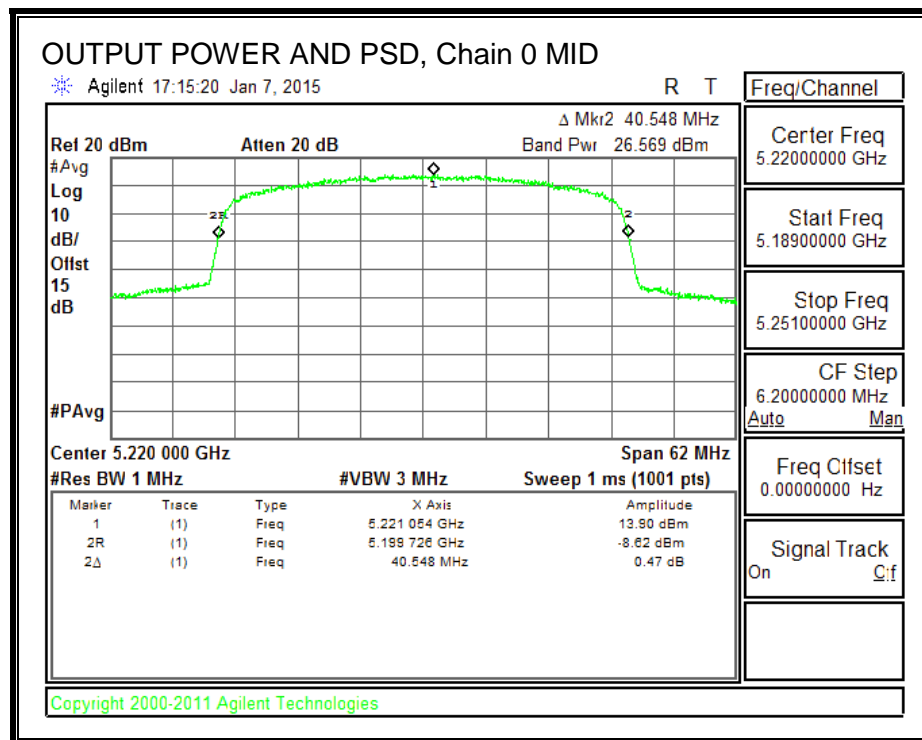 OUTPUT POWER AND PSD, Chain 0 MID
Agilent 17:15:20 Jan 7, 2015 R T
Freq/Channel
Δ Mkr2 40.548 MHz
Ref 20 dBm Atten 20 dB Band Pwr 26.569 dBm
#Avg
Log
10
dB/
Offst
15
dB
#PAvg
1
2R
2
Center 5.220 000 GHz Span 62 MHz
#Res BW 1 MHz #VBW 3 MHz Sweep 1 ms (1001 pts)
Marker Trace Type X Axis Amplitude
1 (1) Freq 5.221 054 GHz 13.90 dBm
2R (1) Freq 5.199 726 GHz -8.62 dBm
2Δ (1) Freq 40.548 MHz 0.47 dB
Center Freq
5.22000000 GHz
Start Freq
5.18900000 GHz
Stop Freq
5.25100000 GHz
CF Step
6.20000000 MHz
Auto Man
Freq Offset
0.00000000 Hz
Signal Track
On Off
Copyright 2000-2011 Agilent Technologies